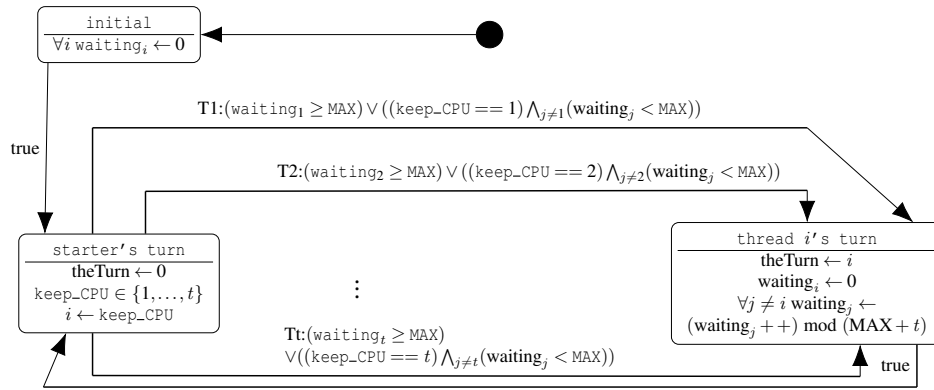 initial
∀i waiting_i ← 0
T1:(waiting_1 ≥ MAX) ∨ ((keep_CPU == 1) ⋀_{j≠1}(waiting_j < MAX))
true
T2:(waiting_2 ≥ MAX) ∨ ((keep_CPU == 2) ⋀_{j≠2}(waiting_j < MAX))
starter's turn
theTurn ← 0
keep_CPU ∈ {1,...,t}
i ← keep_CPU
⋮
thread i's turn
theTurn ← i
waiting_i ← 0
∀j ≠ i waiting_j ←
(waiting_j ++) mod (MAX + t)
Tt:(waiting_t ≥ MAX)
∨((keep_CPU == t) ⋀_{j≠t}(waiting_j < MAX))
true